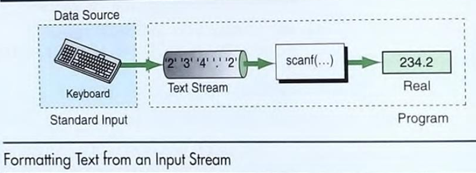 Data Source
Keyboard
Standard Input
'2' '3' '4' '.' '2'
Text Stream
scanf(...)
234.2
Real
Program
Formatting Text from an Input Stream